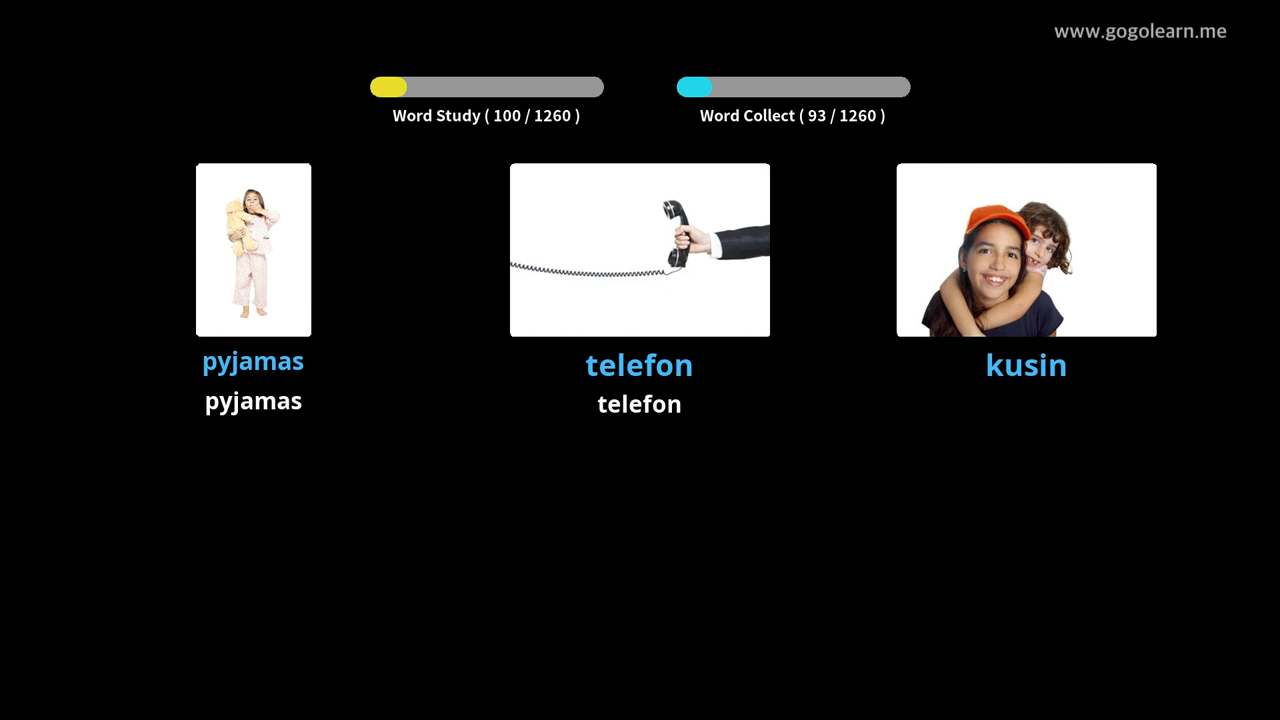 www.gogolearn.me
Word Study ( 100 / 1260 )
Word Collect ( 93 / 1260 )
pyjamas
pyjamas
telefon
telefon
kusin